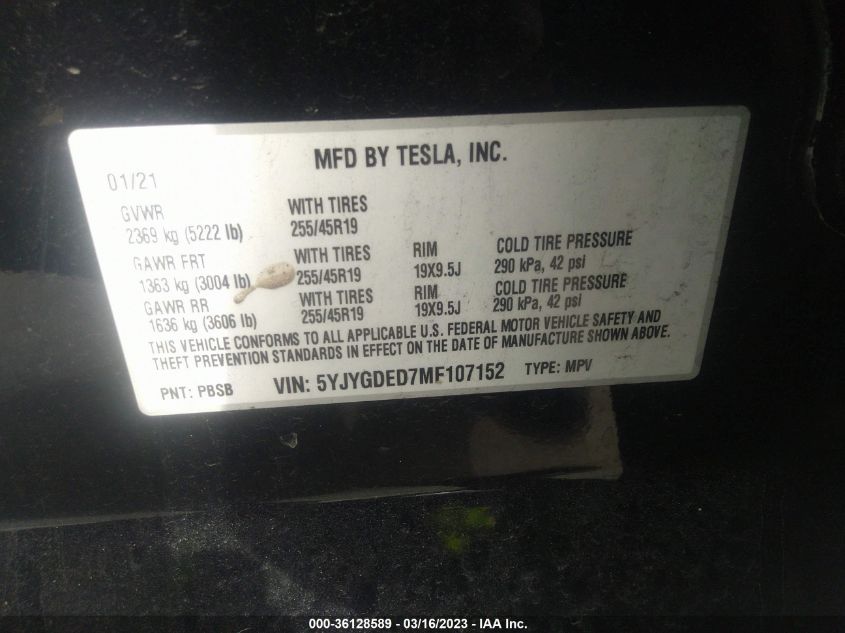 MFD BY TESLA, INC.
01/21
GVWR WITH TIRES
2369 kg (5222 lb) 255/45R19
GAWR FRT WITH TIRES RIM COLD TIRE PRESSURE
1363 kg (3004 lb) 255/45R19 19X9.5J 290 kPa, 42 psi
GAWR RR WITH TIRES RIM COLD TIRE PRESSURE
1636 kg (3606 lb) 255/45R19 19X9.5J 290 kPa, 42 psi
THIS VEHICLE CONFORMS TO ALL APPLICABLE U.S. FEDERAL MOTOR VEHICLE SAFETY AND
THEFT PREVENTION STANDARDS IN EFFECT ON THE DATE OF MANUFACTURE SHOWN ABOVE.
PNT: PBSB VIN: 5YJYGDED7MF107152 TYPE: MPV
000-36128589 - 03/16/2023 - IAA Inc.